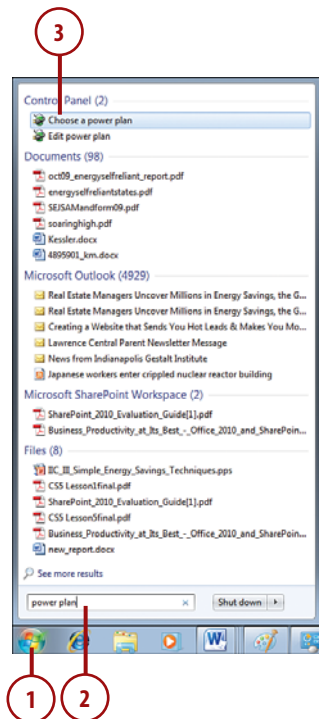 3
Control Panel (2)
Choose a power plan
Edit power plan
Documents (98)
oct09_energyselfreliant_report.pdf
energyselfreliantstates.pdf
SEJSAMandform09.pdf
soaringhigh.pdf
Kessler.docx
4895901_km.docx
Microsoft Outlook (4929)
Real Estate Managers Uncover Millions in Energy Savings, the G...
Real Estate Managers Uncover Millions in Energy Savings, the G...
Creating a Website that Sends You Hot Leads & Makes You Mo...
Lawrence Central Parent Newsletter Message
News from Indianapolis Gestalt Institute
Japanese workers enter crippled nuclear reactor building
Microsoft SharePoint Workspace (2)
SharePoint_2010_Evaluation_Guide[1].pdf
Business_Productivity_at_Its_Best_-_Office_2010_and_SharePoin...
Files (8)
IIC_III_Simple_Energy_Savings_Techniques.pps
CS5 Lesson1final.pdf
SharePoint_2010_Evaluation_Guide[1].pdf
CS5 Lesson5final.pdf
Business_Productivity_at_Its_Best_-_Office_2010_and_SharePoin...
new_report.docx
See more results
power plan
Shut down
W
1
2